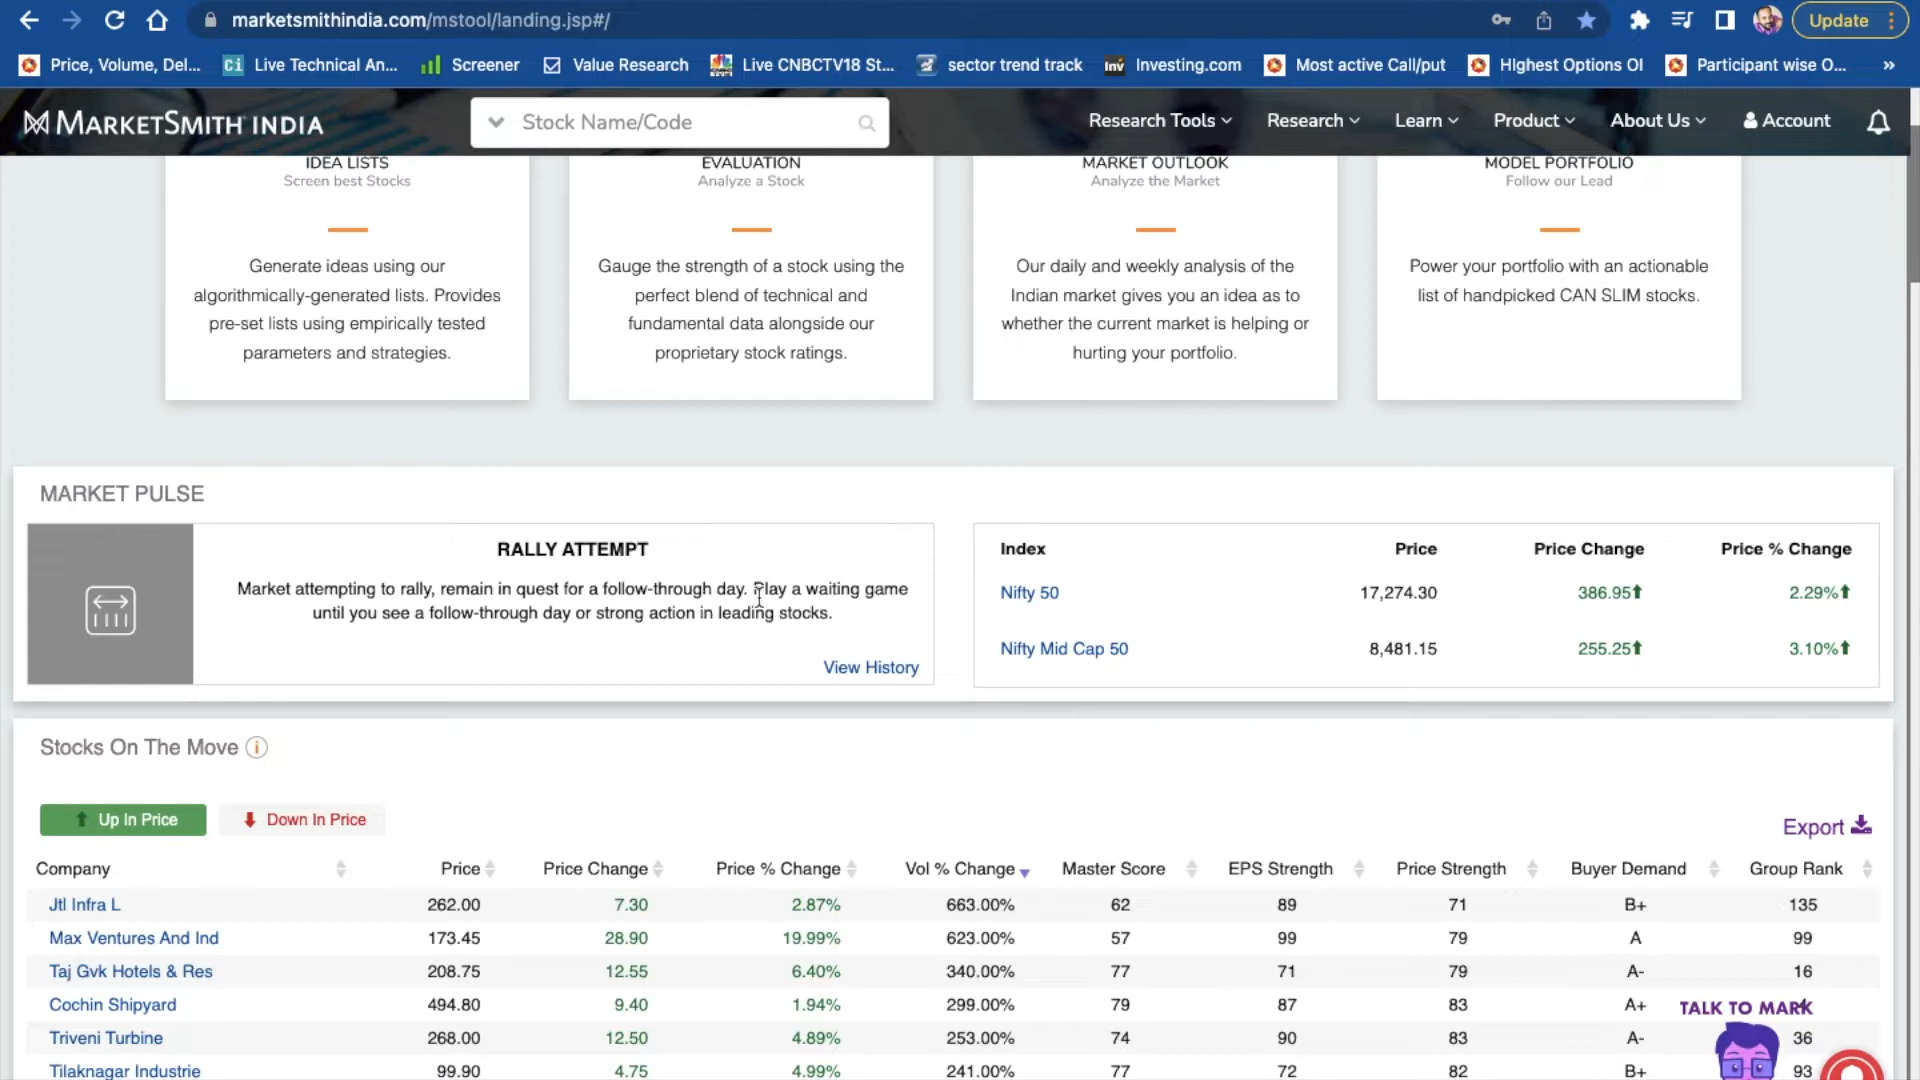 marketsmithindia.com/mstool/landing.jsp#/
Update
Price, Volume, Del...
Ci Live Technical An...
Screener
Value Research
Live CNBCTV18 St...
sector trend track
Inv Investing.com
Most active Call/put
HIghest Options OI
Participant wise O...
»
MARKETSMITH INDIA
Stock Name/Code
Research Tools
Research
Learn
Product
About Us
Account
IDEA LISTS
Screen best Stocks
Generate ideas using our
algorithmically-generated lists. Provides
pre-set lists using empirically tested
parameters and strategies.
EVALUATION
Analyze a Stock
Gauge the strength of a stock using the
perfect blend of technical and
fundamental data alongside our
proprietary stock ratings.
MARKET OUTLOOK
Analyze the Market
Our daily and weekly analysis of the
Indian market gives you an idea as to
whether the current market is helping or
hurting your portfolio.
MODEL PORTFOLIO
Follow our Lead
Power your portfolio with an actionable
list of handpicked CAN SLIM stocks.
MARKET PULSE
RALLY ATTEMPT
Market attempting to rally, remain in quest for a follow-through day. Play a waiting game
until you see a follow-through day or strong action in leading stocks.
View History
Index Price Price Change Price % Change
Nifty 50 17,274.30 386.95 2.29%
Nifty Mid Cap 50 8,481.15 255.25 3.10%
Stocks On The Move i
Up In Price
Down In Price
Export
Company Price Price Change Price % Change Vol % Change Master Score EPS Strength Price Strength Buyer Demand Group Rank
Jtl Infra L 262.00 7.30 2.87% 663.00% 62 89 71 B+ 135
Max Ventures And Ind 173.45 28.90 19.99% 623.00% 57 99 79 A 99
Taj Gvk Hotels & Res 208.75 12.55 6.40% 340.00% 77 71 79 A- 16
Cochin Shipyard 494.80 9.40 1.94% 299.00% 79 87 83 A+
TALK TO MARK
Triveni Turbine 268.00 12.50 4.89% 253.00% 74 90 83 A- 36
Tilaknagar Industrie 99.90 4.75 4.99% 241.00% 77 72 82 B+ 93